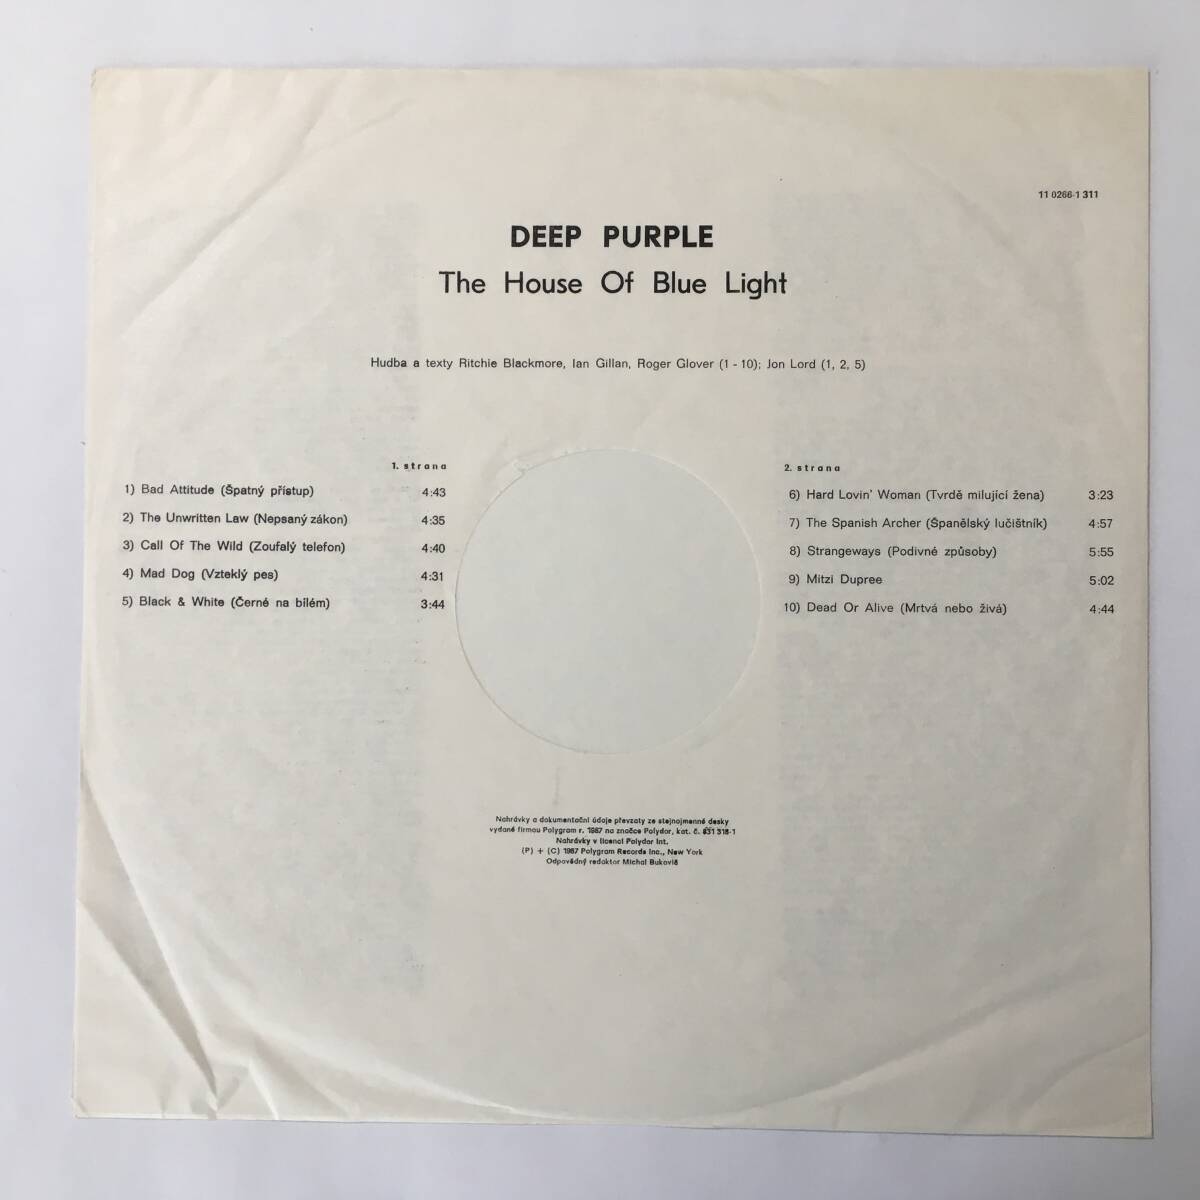 11 0266-1 311
DEEP PURPLE
The House Of Blue Light
Hudba a texty Ritchie Blackmore, Ian Gillan, Roger Glover (1 - 10); Jon Lord (1, 2, 5)
1. strana
1) Bad Attitude (Špatný přístup) 4:43
2) The Unwritten Law (Nepsaný zákon) 4:35
3) Call Of The Wild (Zoufalý telefon) 4:40
4) Mad Dog (Vzteklý pes) 4:31
5) Black & White (Černé na bílém) 3:44
2. strana
6) Hard Lovin' Woman (Tvrdě milující žena) 3:23
7) The Spanish Archer (Španělský lučištník) 4:57
8) Strangeways (Podivné způsoby) 5:55
9) Mitzi Dupree 5:02
10) Dead Or Alive (Mrtvá nebo živá) 4:44
Nahrávky a dokumentační údaje převzaty ze stejnojmenné desky
vydané firmou Polygram r. 1987 na značce Polydor, kat. č. 831 318-1
Nahrávky v licenci Polydor Int.
(P) + (C) 1987 Polygram Records Inc., New York
Odpovědný redaktor Michal Bukovič